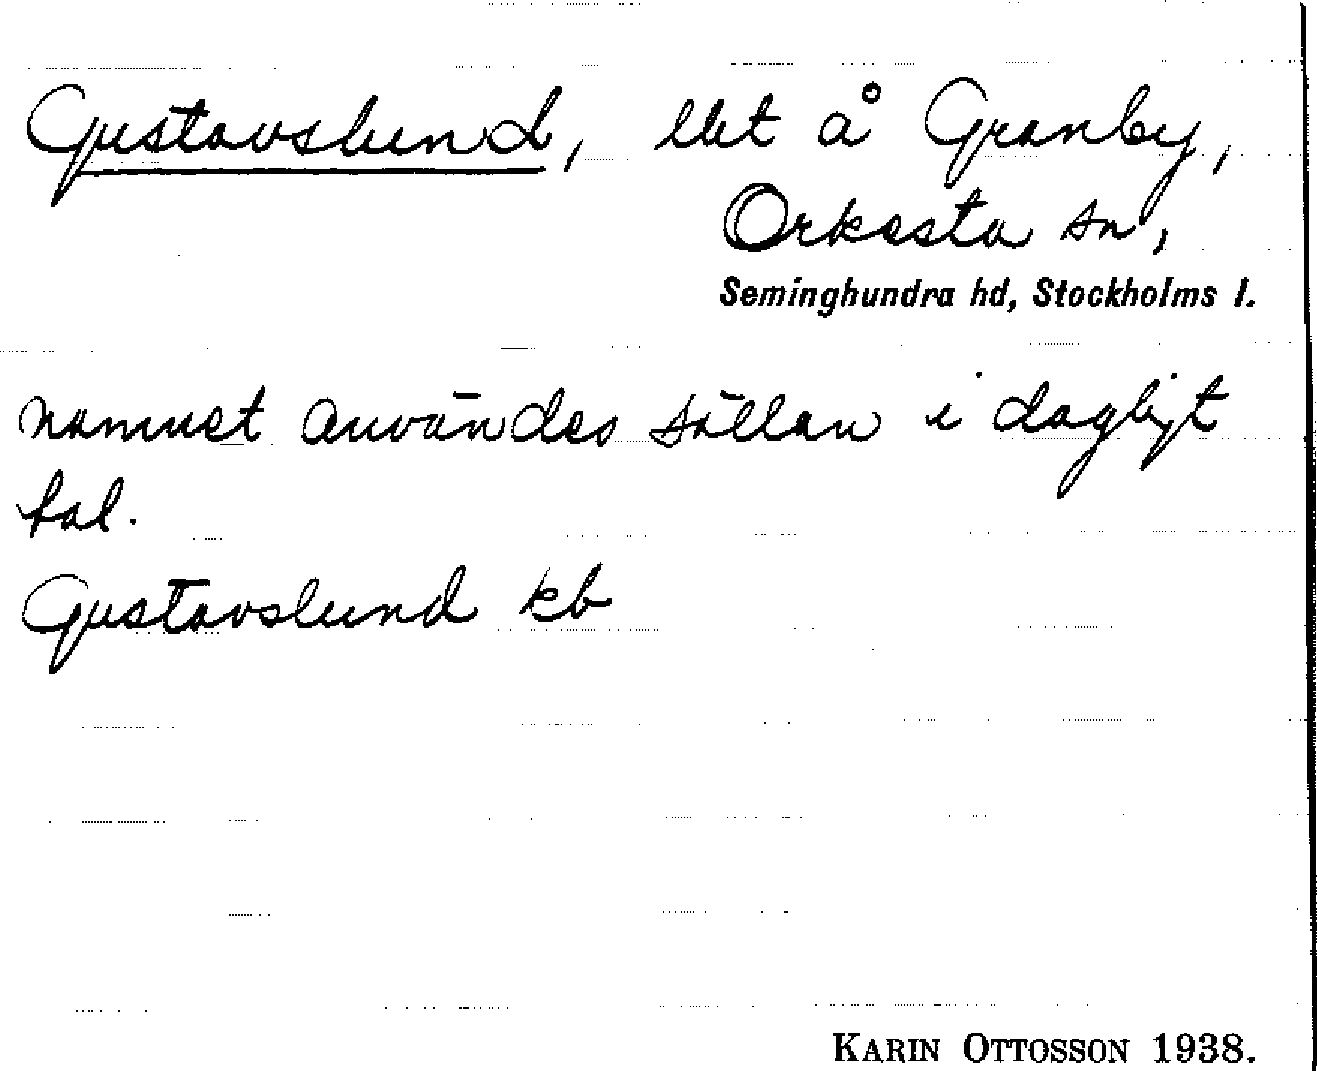 Gustavslund, lht å Granby,
Orkesta sn,
Seminghundra hd, Stockholms l.
namnet användes sällan i dagligt
tal.
Gustavslund kb
KARIN OTTOSSON 1938.